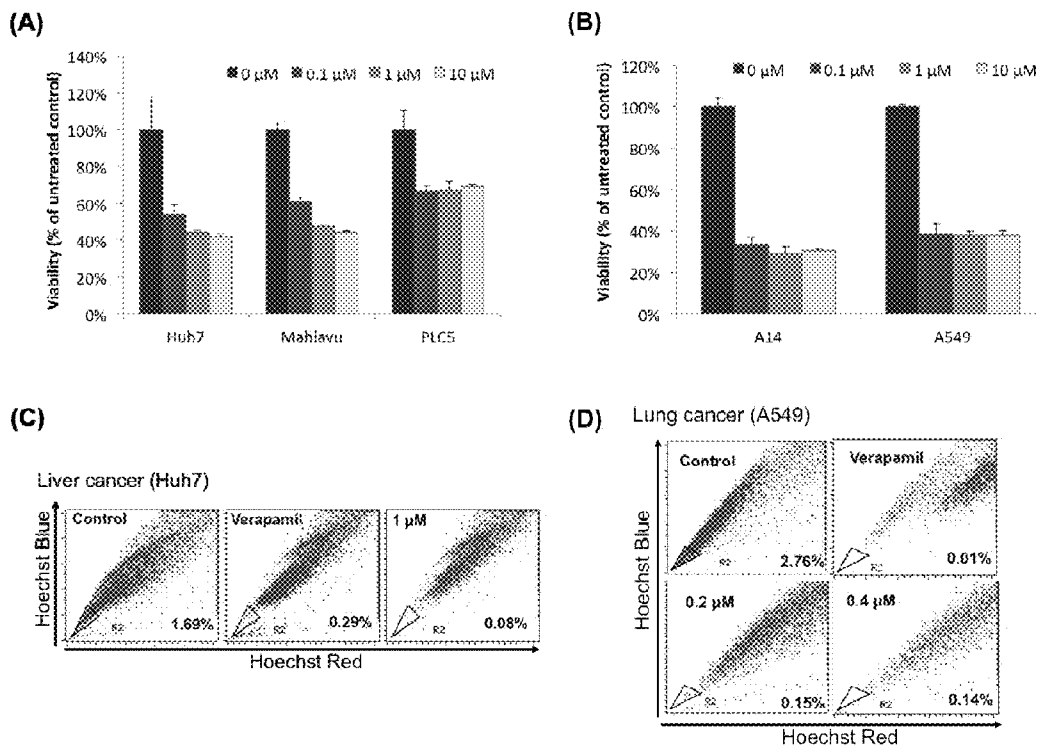 (A)
Viability (% of untreated control)
140%
120%
100%
80%
60%
40%
20%
0%
0 µM 0.1 µM 1 µM 10 µM
Huh7 Mahlavu PLC5
(B)
Viability (% of untreated control)
120%
100%
80%
60%
40%
20%
0%
0 µM 0.1 µM 1 µM 10 µM
A14 A549
(C)
Liver cancer (Huh7)
Hoechst Blue
Control
R2
1.69%
Verapamil
R2
0.29%
1 µM
R2
0.08%
Hoechst Red
(D)
Lung cancer (A549)
Hoechst Blue
Control
R2
2.76%
Verapamil
R2
0.01%
0.2 µM
R2
0.15%
0.4 µM
R2
0.14%
Hoechst Red